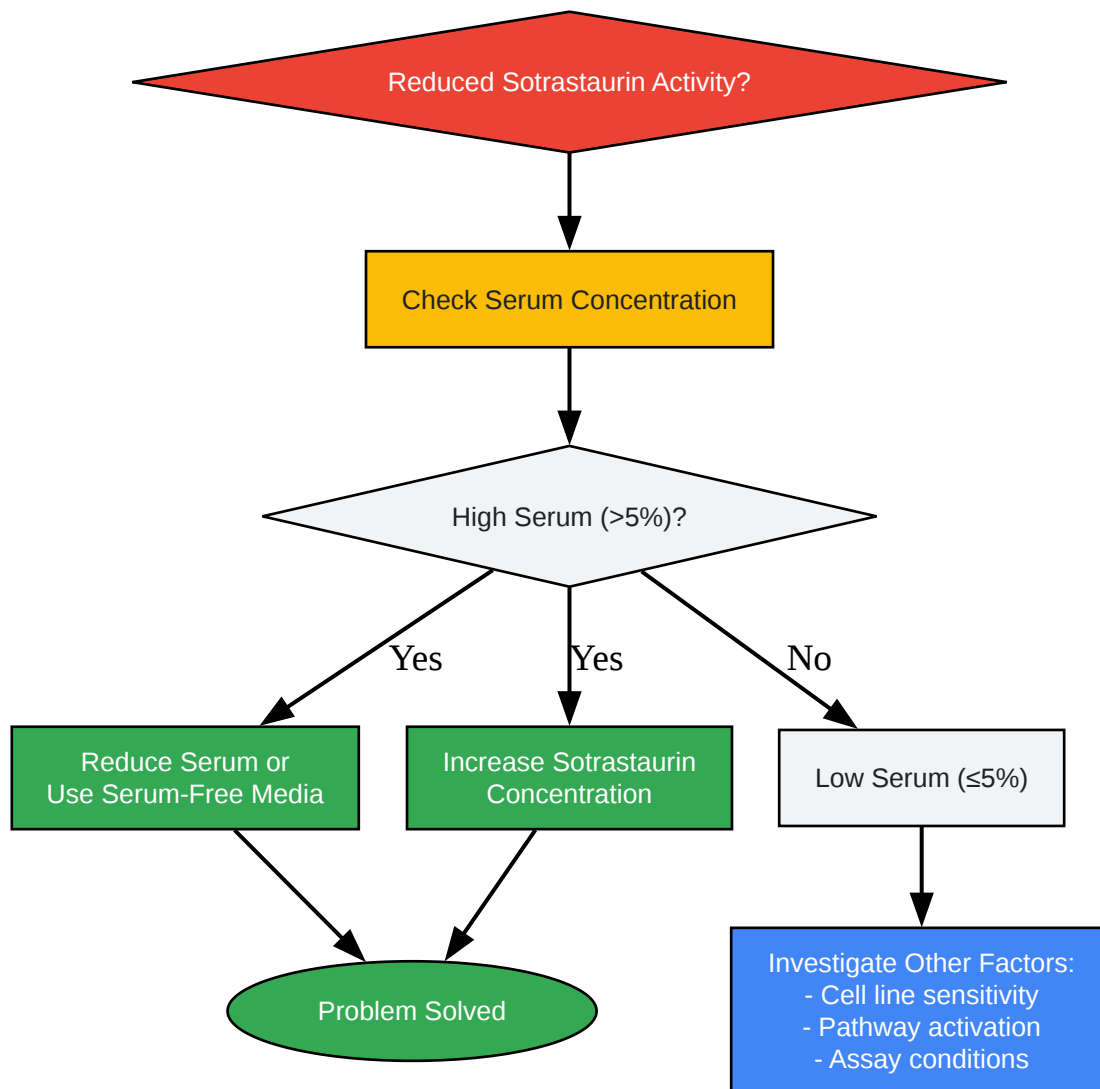 Reduced Sotrastaurin Activity?
Check Serum Concentration
High Serum (>5%)?
Yes
Yes
No
Reduce Serum or
Use Serum-Free Media
Increase Sotrastaurin
Concentration
Low Serum (≤5%)
Problem Solved
Investigate Other Factors:
- Cell line sensitivity
- Pathway activation
- Assay conditions